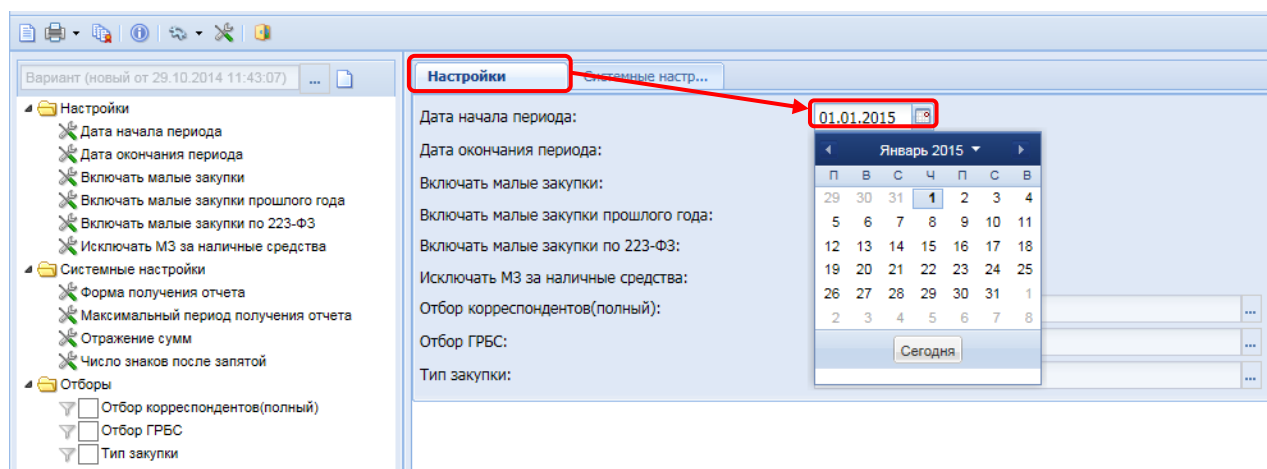 Вариант (новый от 29.10.2014 11:43:07) ...
Настройки
Дата начала периода
Дата окончания периода
Включать малые закупки
Включать малые закупки прошлого года
Включать малые закупки по 223-ФЗ
Исключать МЗ за наличные средства
Системные настройки
Форма получения отчета
Максимальный период получения отчета
Отражение сумм
Число знаков после запятой
Отборы
Отбор корреспондентов(полный)
Отбор ГРБС
Тип закупки
Настройки Системные настр...
Дата начала периода: 01.01.2015
Дата окончания периода:
Включать малые закупки:
Включать малые закупки прошлого года:
Включать малые закупки по 223-ФЗ:
Исключать МЗ за наличные средства:
Отбор корреспондентов(полный): ...
Отбор ГРБС: ...
Тип закупки: ...
Январь 2015
П В С Ч П С В
29 30 31 1 2 3 4
5 6 7 8 9 10 11
12 13 14 15 16 17 18
19 20 21 22 23 24 25
26 27 28 29 30 31 1
2 3 4 5 6 7 8
Сегодня